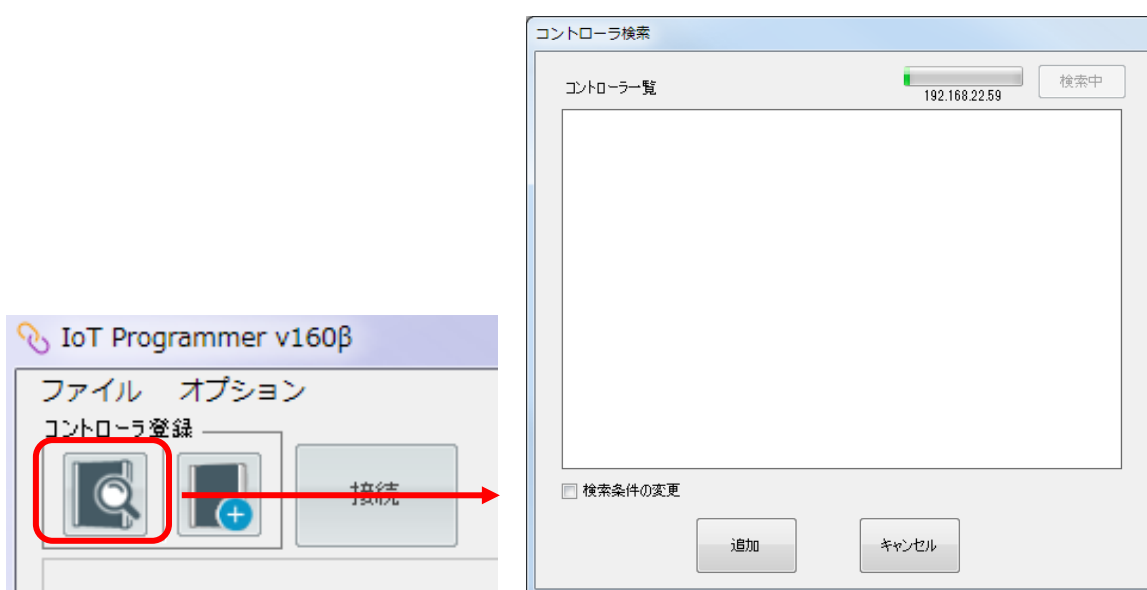 コントローラ検索
コントローラ一覧
検索中
192.168.22.59
検索条件の変更
追加
キャンセル
IoT Programmer v160β
ファイル オプション
コントローラ登録
接続